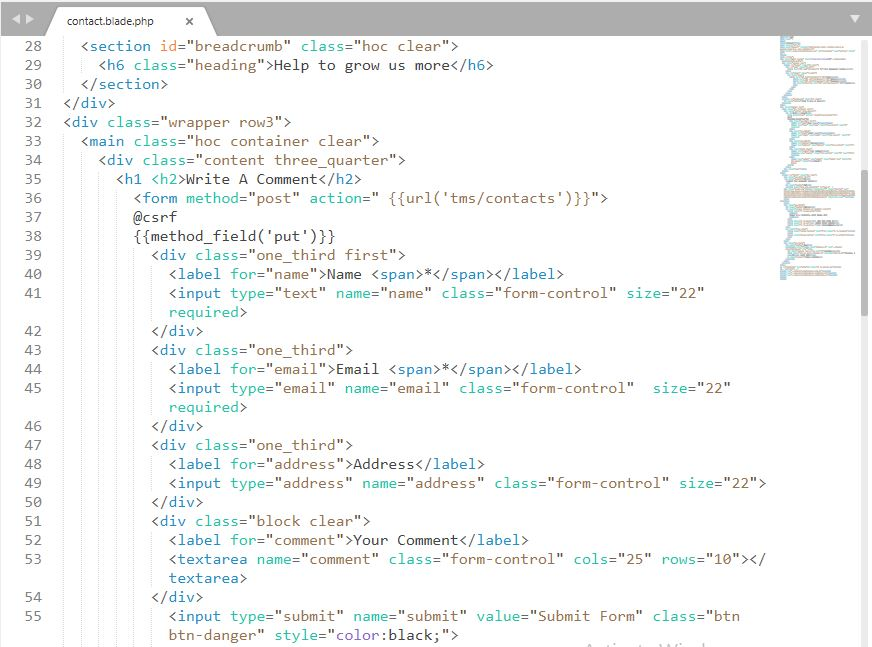 contact.blade.php ×
28 <section id="breadcrumb" class="hoc clear">
29 <h6 class="heading">Help to grow us more</h6>
30 </section>
31 </div>
32 <div class="wrapper row3">
33 <main class="hoc container clear">
34 <div class="content three_quarter">
35 <h1 <h2>Write A Comment</h2>
36 <form method="post" action=" {{url('tms/contacts')}}">
37 @csrf
38 {{method_field('put')}}
39 <div class="one_third first">
40 <label for="name">Name <span>*</span></label>
41 <input type="text" name="name" class="form-control" size="22"
required>
42 </div>
43 <div class="one_third">
44 <label for="email">Email <span>*</span></label>
45 <input type="email" name="email" class="form-control"  size="22"
required>
46 </div>
47 <div class="one_third">
48 <label for="address">Address</label>
49 <input type="address" name="address" class="form-control" size="22">
50 </div>
51 <div class="block clear">
52 <label for="comment">Your Comment</label>
53 <textarea name="comment" class="form-control" cols="25" rows="10"></
textarea>
54 </div>
55 <input type="submit" name="submit" value="Submit Form" class="btn
btn-danger" style="color:black;">